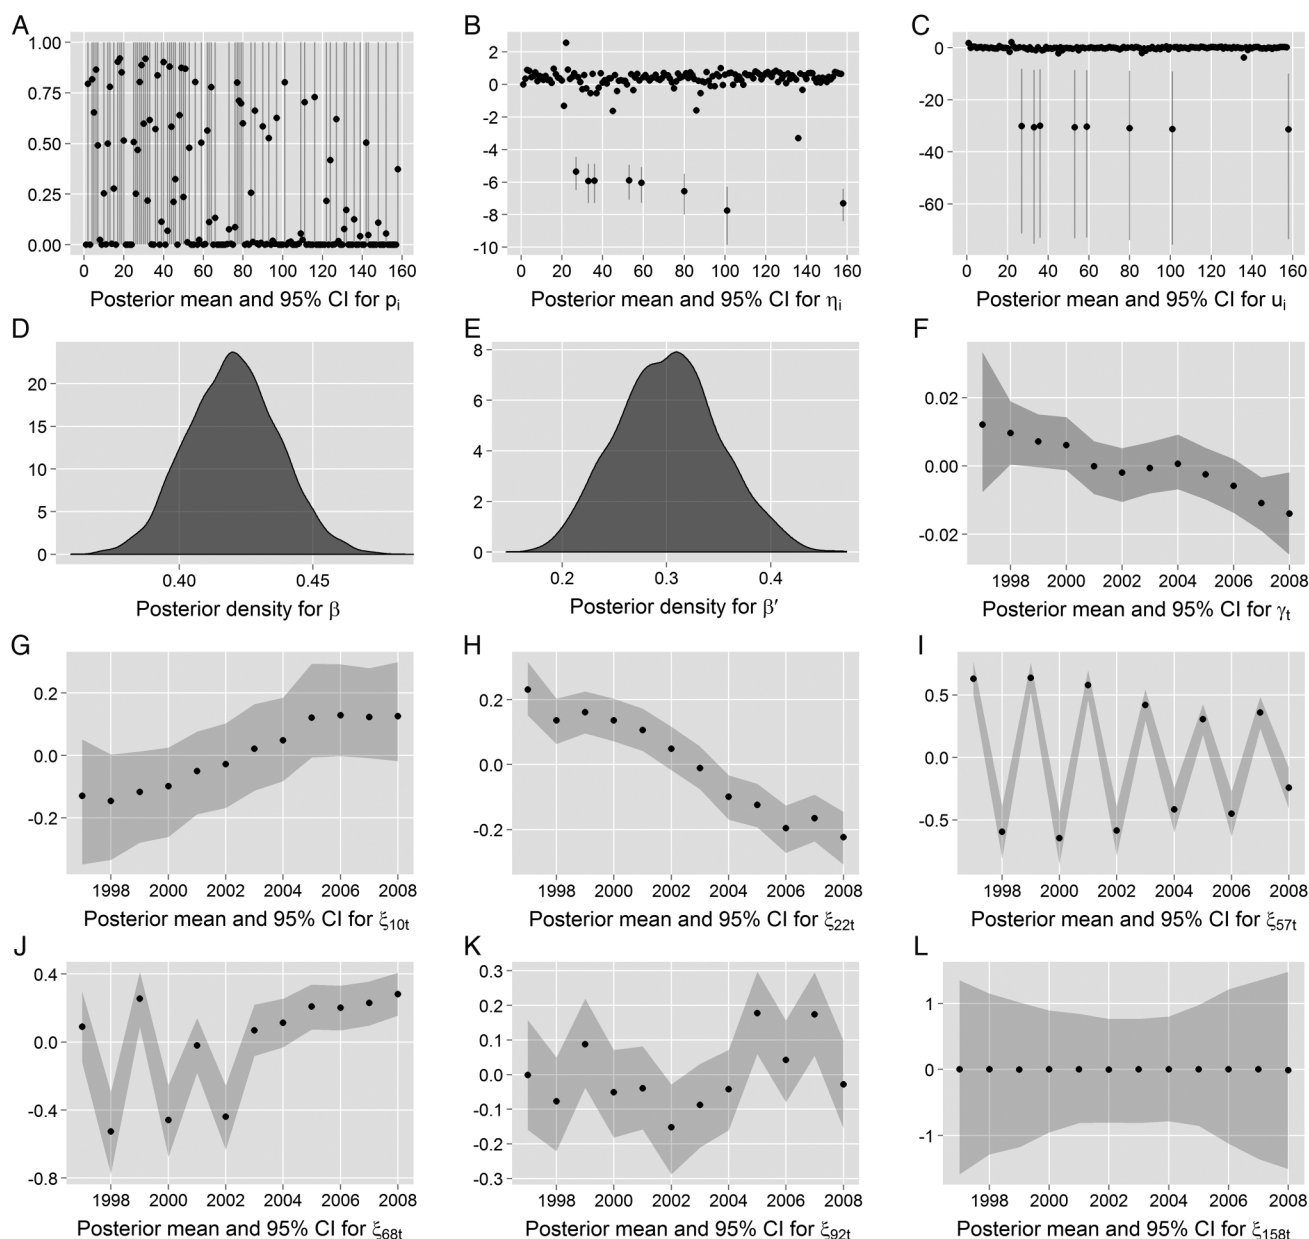 A
1.00
0.75
0.50
0.25
0.00
0 20 40 60 80 100 120 140 160
Posterior mean and 95% CI for pi
B
2
0
-2
-4
-6
-8
-10
0 20 40 60 80 100 120 140 160
Posterior mean and 95% CI for ηi
C
0
-20
-40
-60
0 20 40 60 80 100 120 140 160
Posterior mean and 95% CI for ui
D
20
15
10
5
0
0.40 0.45
Posterior density for β
E
8
6
4
2
0
0.2 0.3 0.4
Posterior density for β′
F
0.02
0.00
-0.02
1998 2000 2002 2004 2006 2008
Posterior mean and 95% CI for γt
G
0.2
0.0
-0.2
1998 2000 2002 2004 2006 2008
Posterior mean and 95% CI for ξ10t
H
0.2
0.0
-0.2
1998 2000 2002 2004 2006 2008
Posterior mean and 95% CI for ξ22t
I
0.5
0.0
-0.5
1998 2000 2002 2004 2006 2008
Posterior mean and 95% CI for ξ57t
J
0.4
0.0
-0.4
-0.8
1998 2000 2002 2004 2006 2008
Posterior mean and 95% CI for ξ68t
K
0.3
0.2
0.1
0.0
-0.1
-0.2
-0.3
1998 2000 2002 2004 2006 2008
Posterior mean and 95% CI for ξ92t
L
1
0
-1
1998 2000 2002 2004 2006 2008
Posterior mean and 95% CI for ξ158t